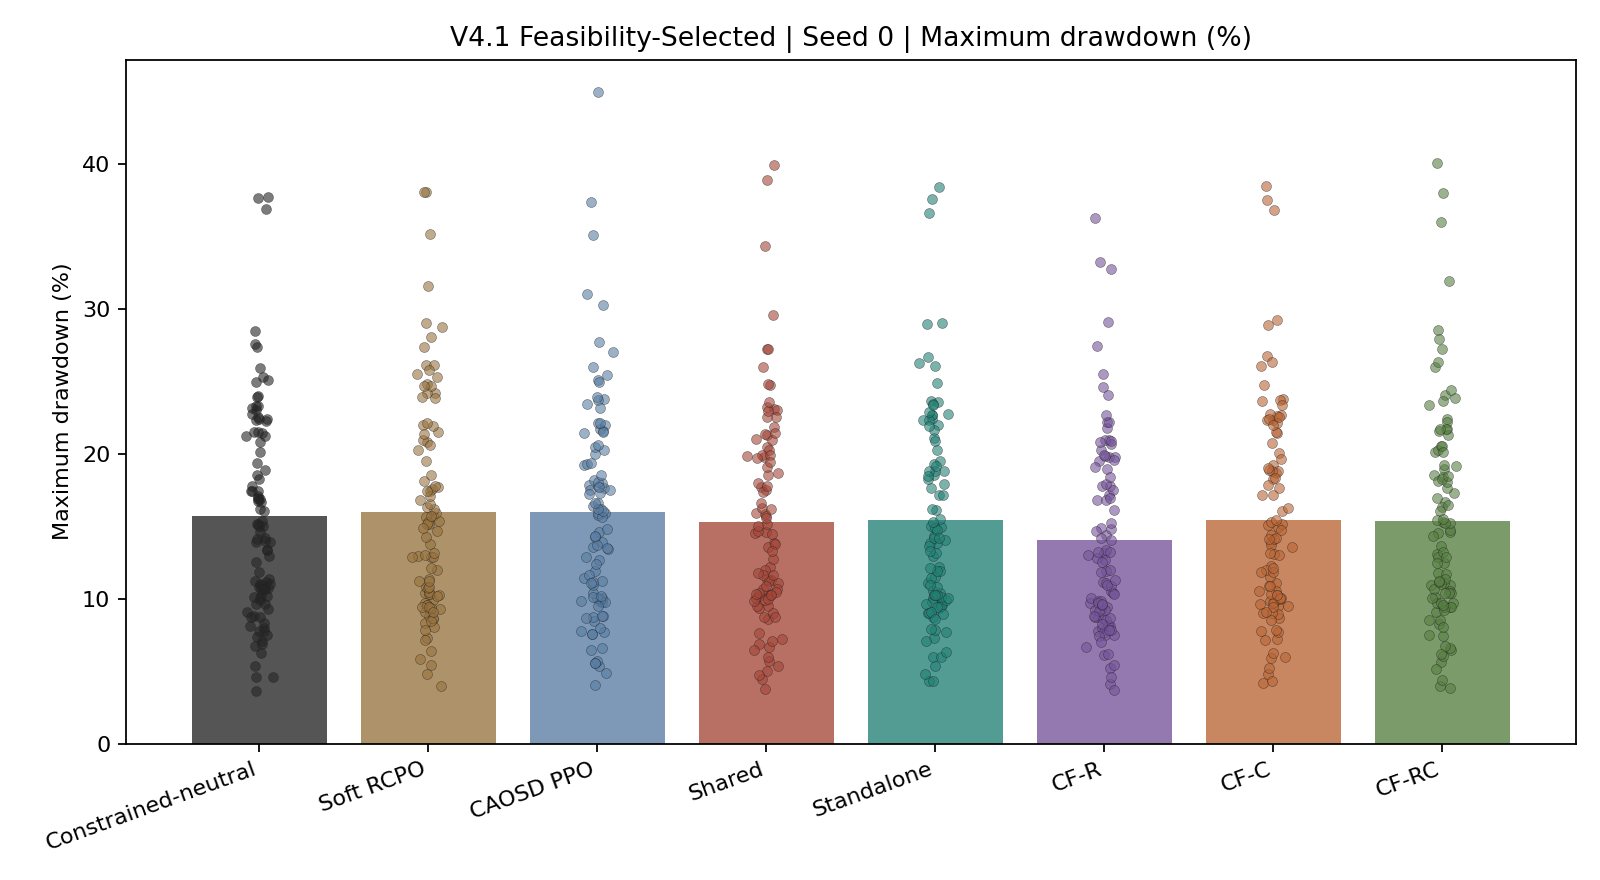 V4.1 Feasibility-Selected | Seed 0 | Maximum drawdown (%)
Maximum drawdown (%)
40
30
20
10
0
Constrained-neutral
Soft RCPO
CAOSD PPO
Shared
Standalone
CF-R
CF-C
CF-RC